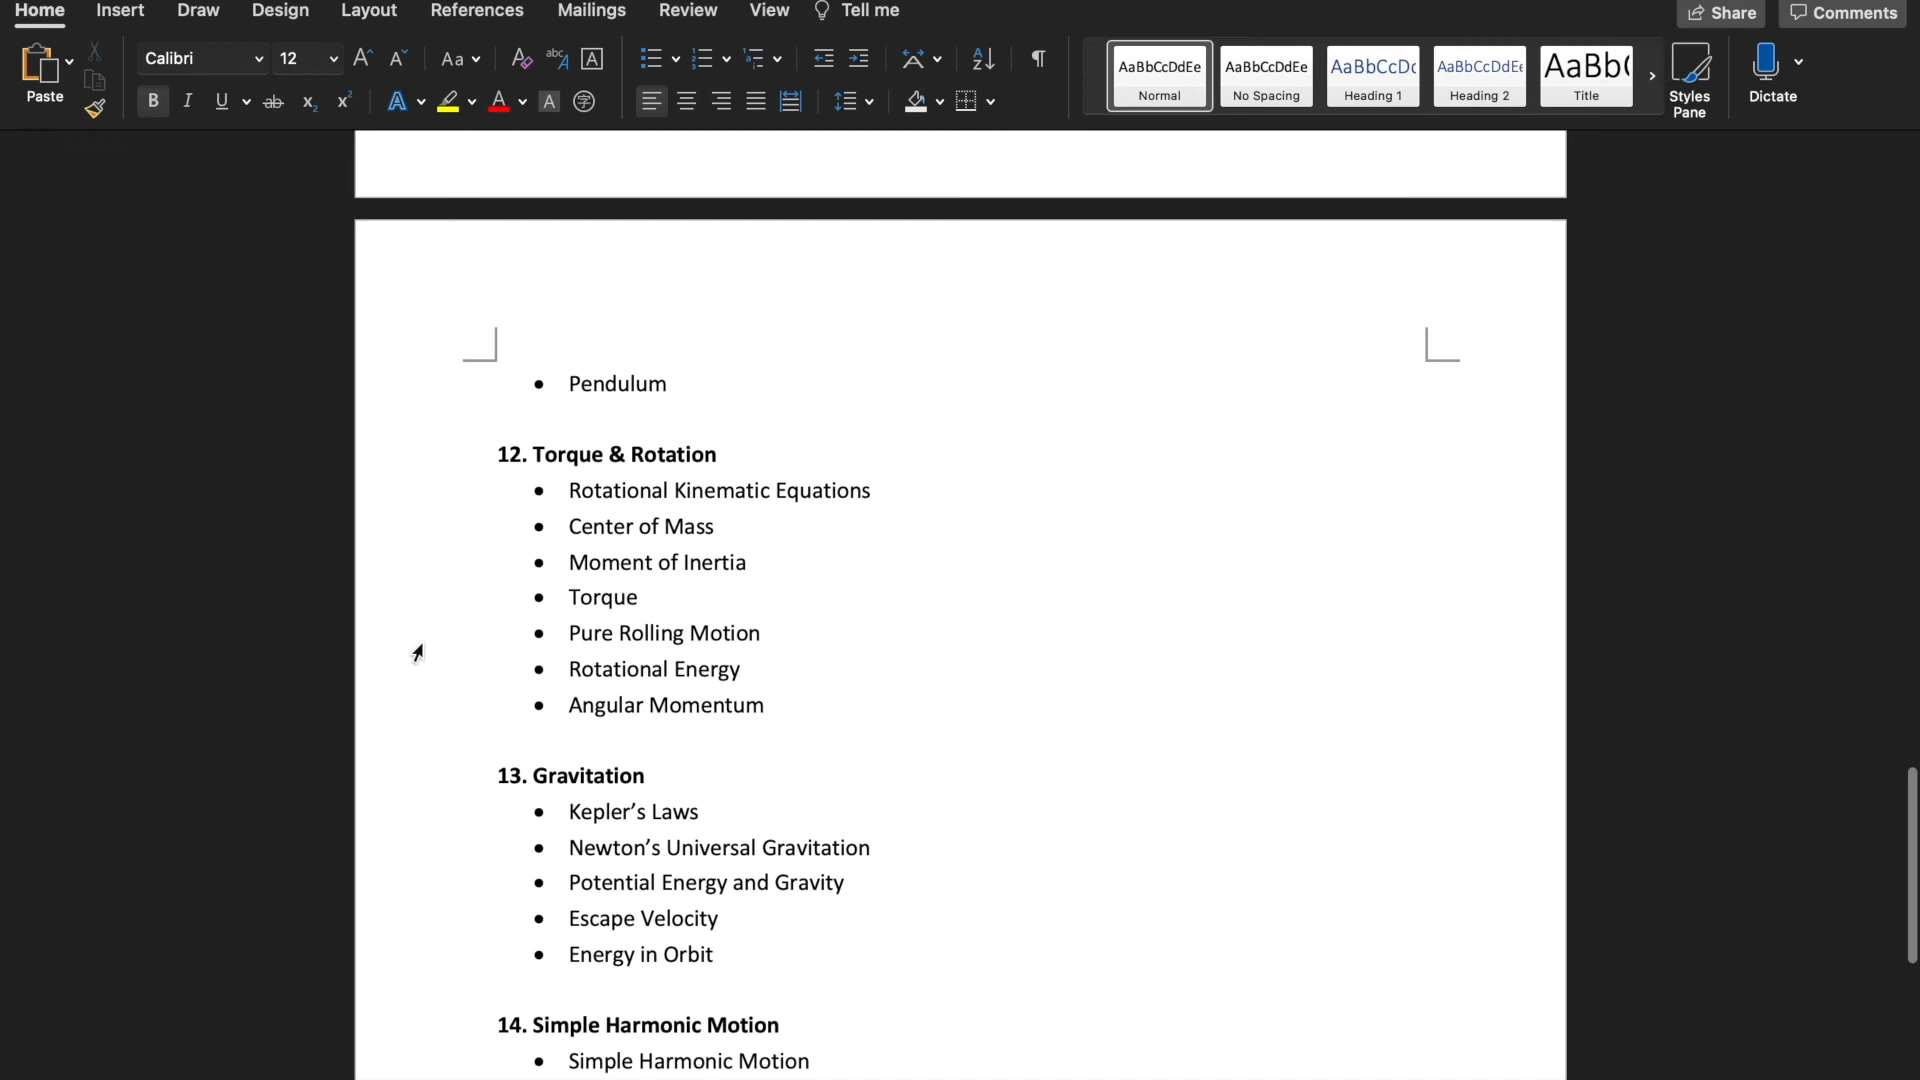 Home Insert Draw Design Layout References Mailings Review View Tell me Share Comments
Paste Calibri 12 Aa
AaBbCcDdEe AaBbCcDdEe AaBbCcDc AaBbCcDdEe AaBb(
Normal No Spacing Heading 1 Heading 2 Title Styles Pane Dictate
• Pendulum
12. Torque & Rotation
• Rotational Kinematic Equations
• Center of Mass
• Moment of Inertia
• Torque
• Pure Rolling Motion
• Rotational Energy
• Angular Momentum
13. Gravitation
• Kepler’s Laws
• Newton’s Universal Gravitation
• Potential Energy and Gravity
• Escape Velocity
• Energy in Orbit
14. Simple Harmonic Motion
• Simple Harmonic Motion